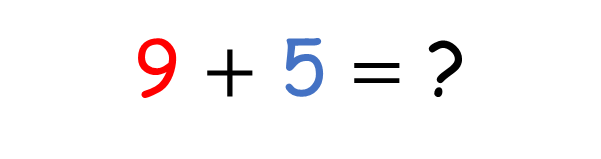 9 + 5 = ?